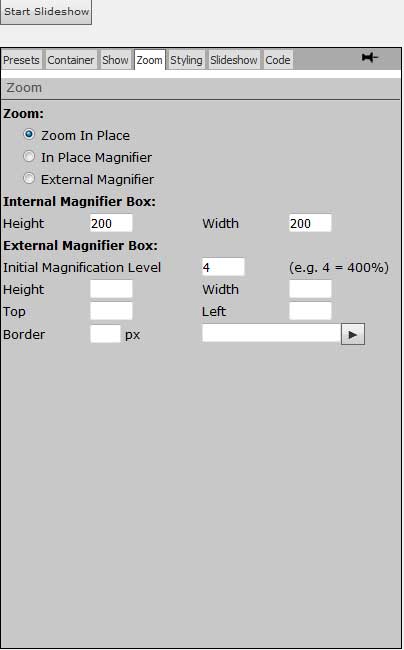 Start Slideshow
Presets Container Show Zoom Styling Slideshow Code
Zoom
Zoom:
Zoom In Place
In Place Magnifier
External Magnifier
Internal Magnifier Box:
Height 200 Width 200
External Magnifier Box:
Initial Magnification Level 4 (e.g. 4 = 400%)
Height Width
Top Left
Border px